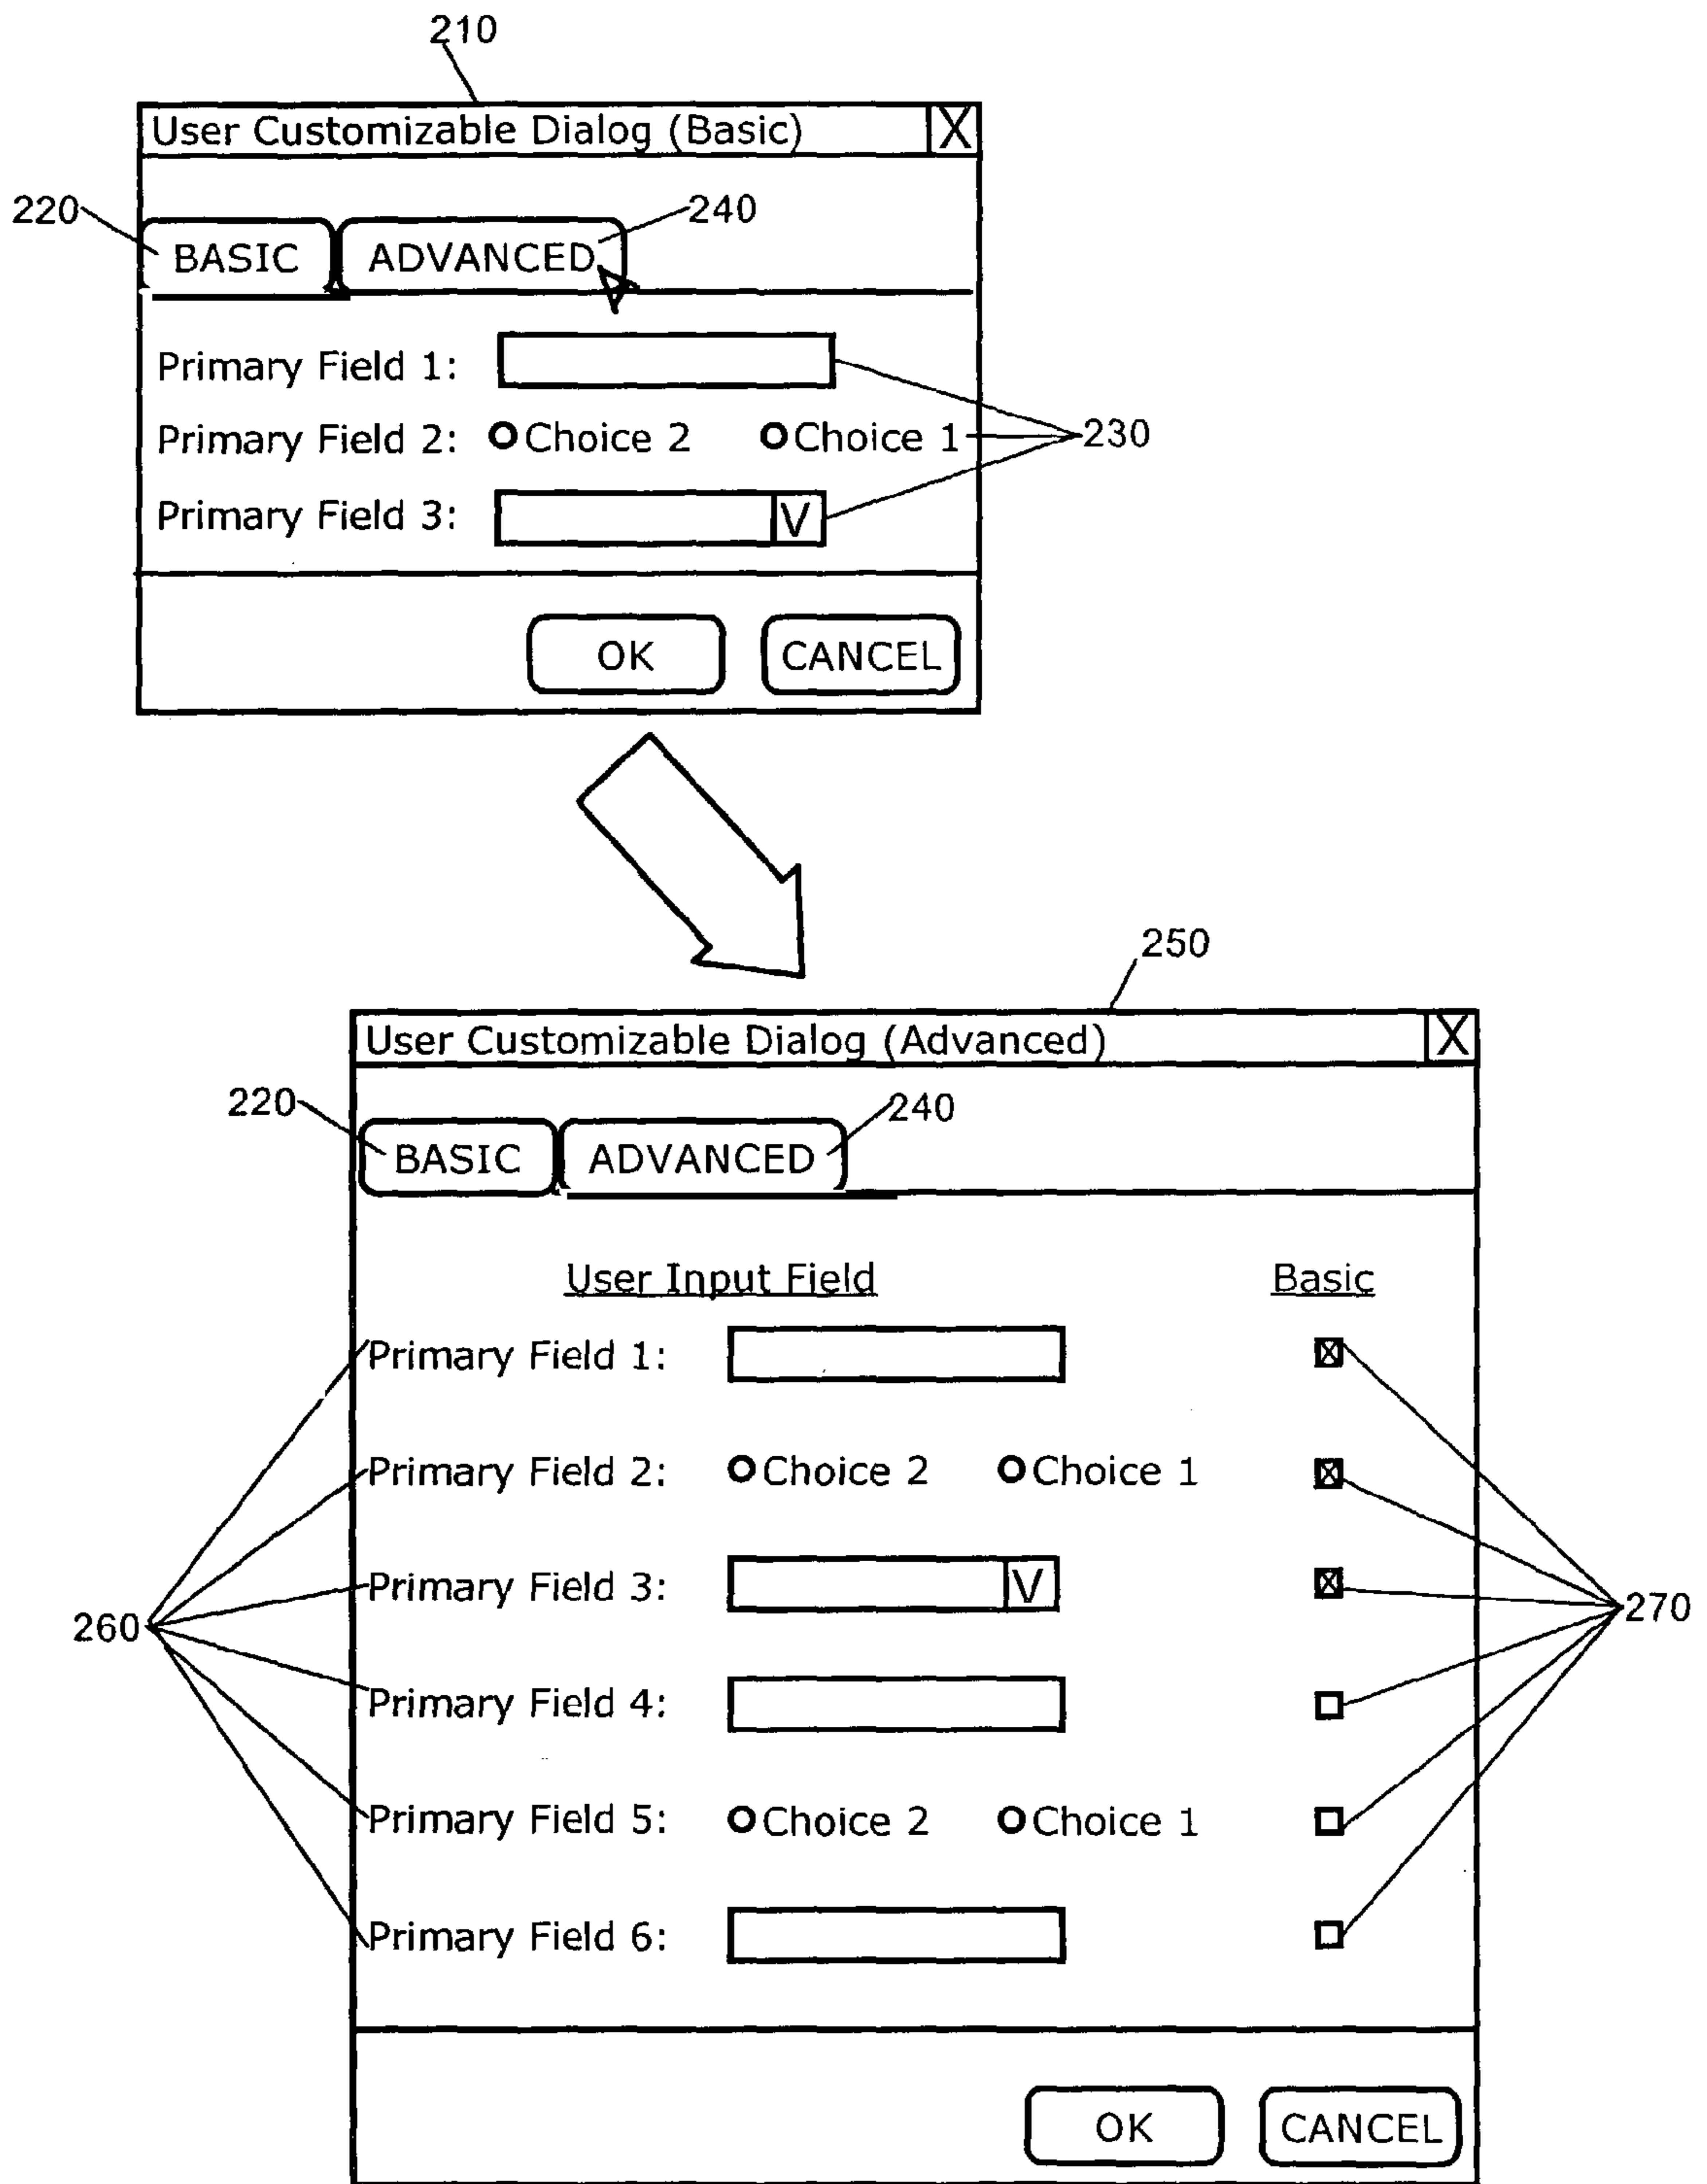 210
User Customizable Dialog (Basic) X
220
240
BASIC ADVANCED
Primary Field 1:
Primary Field 2: Choice 2 Choice 1
230
Primary Field 3: V
OK CANCEL
250
User Customizable Dialog (Advanced) X
220
240
BASIC ADVANCED
User Input Field Basic
Primary Field 1:
Primary Field 2: Choice 2 Choice 1
Primary Field 3: V
260
270
Primary Field 4:
Primary Field 5: Choice 2 Choice 1
Primary Field 6:
OK CANCEL